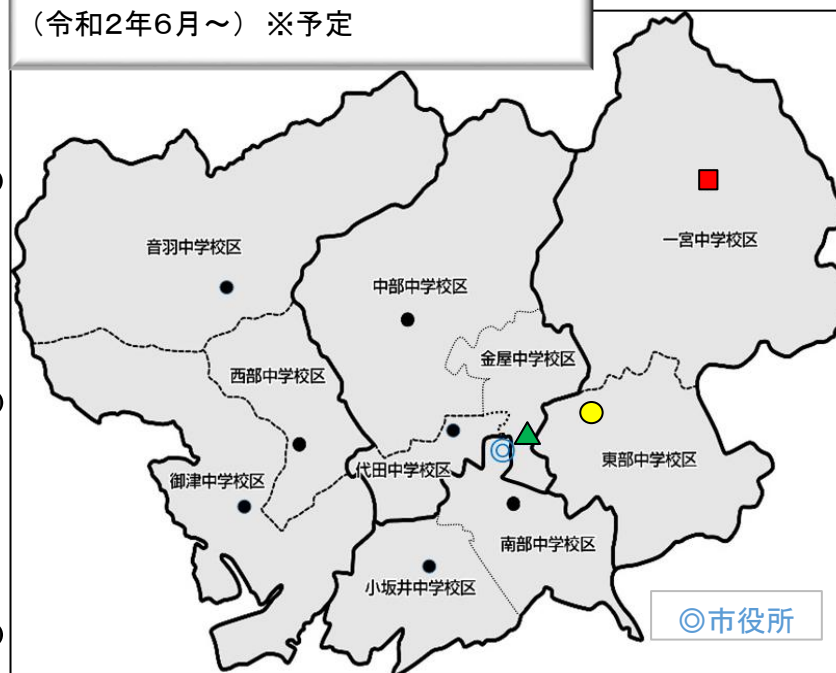 （令和2年6月～）※予定
音羽中学校区
一宮中学校区
中部中学校区
金屋中学校区
西部中学校区
東部中学校区
代田中学校区
御津中学校区
南部中学校区
小坂井中学校区
◎市役所